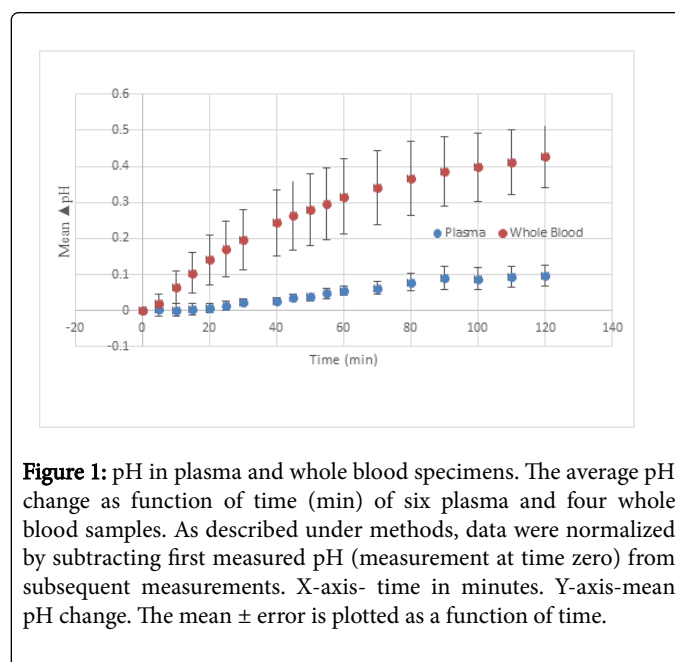 0.6
0.5
0.4
0.3
0.2
0.1
0
-0.1
Mean ▲pH
Plasma Whole Blood
-20 0 20 40 60 80 100 120 140
Time (min)
Figure 1: pH in plasma and whole blood specimens. The average pH
change as function of time (min) of six plasma and four whole
blood samples. As described under methods, data were normalized
by subtracting first measured pH (measurement at time zero) from
subsequent measurements. X-axis- time in minutes. Y-axis-mean
pH change. The mean ± error is plotted as a function of time.